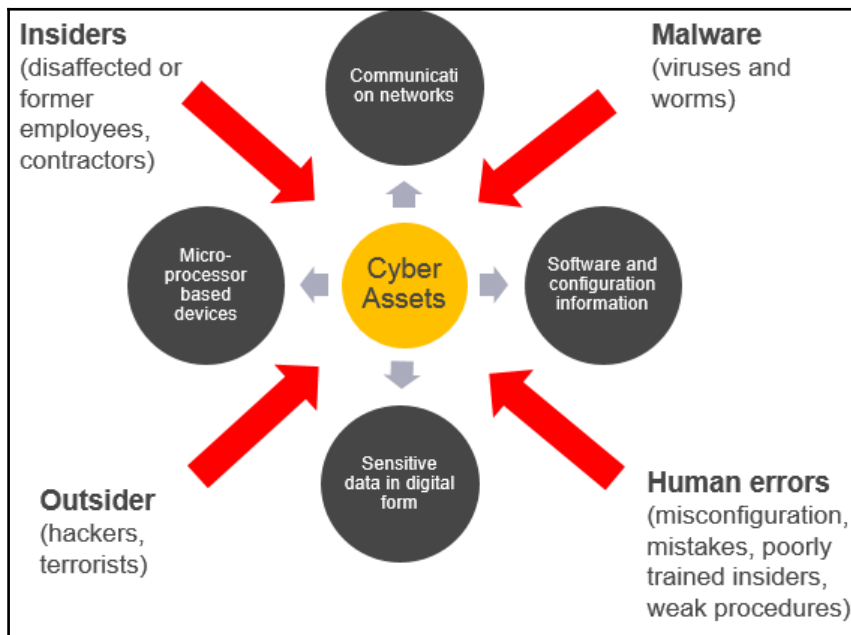 Insiders
(disaffected or
former
employees,
contractors)
Communicati
on networks
Malware
(viruses and
worms)
Micro-
processor
based
devices
Cyber
Assets
Software and
configuration
information
Sensitive
data in digital
form
Outsider
(hackers,
terrorists)
Human errors
(misconfiguration,
mistakes, poorly
trained insiders,
weak procedures)